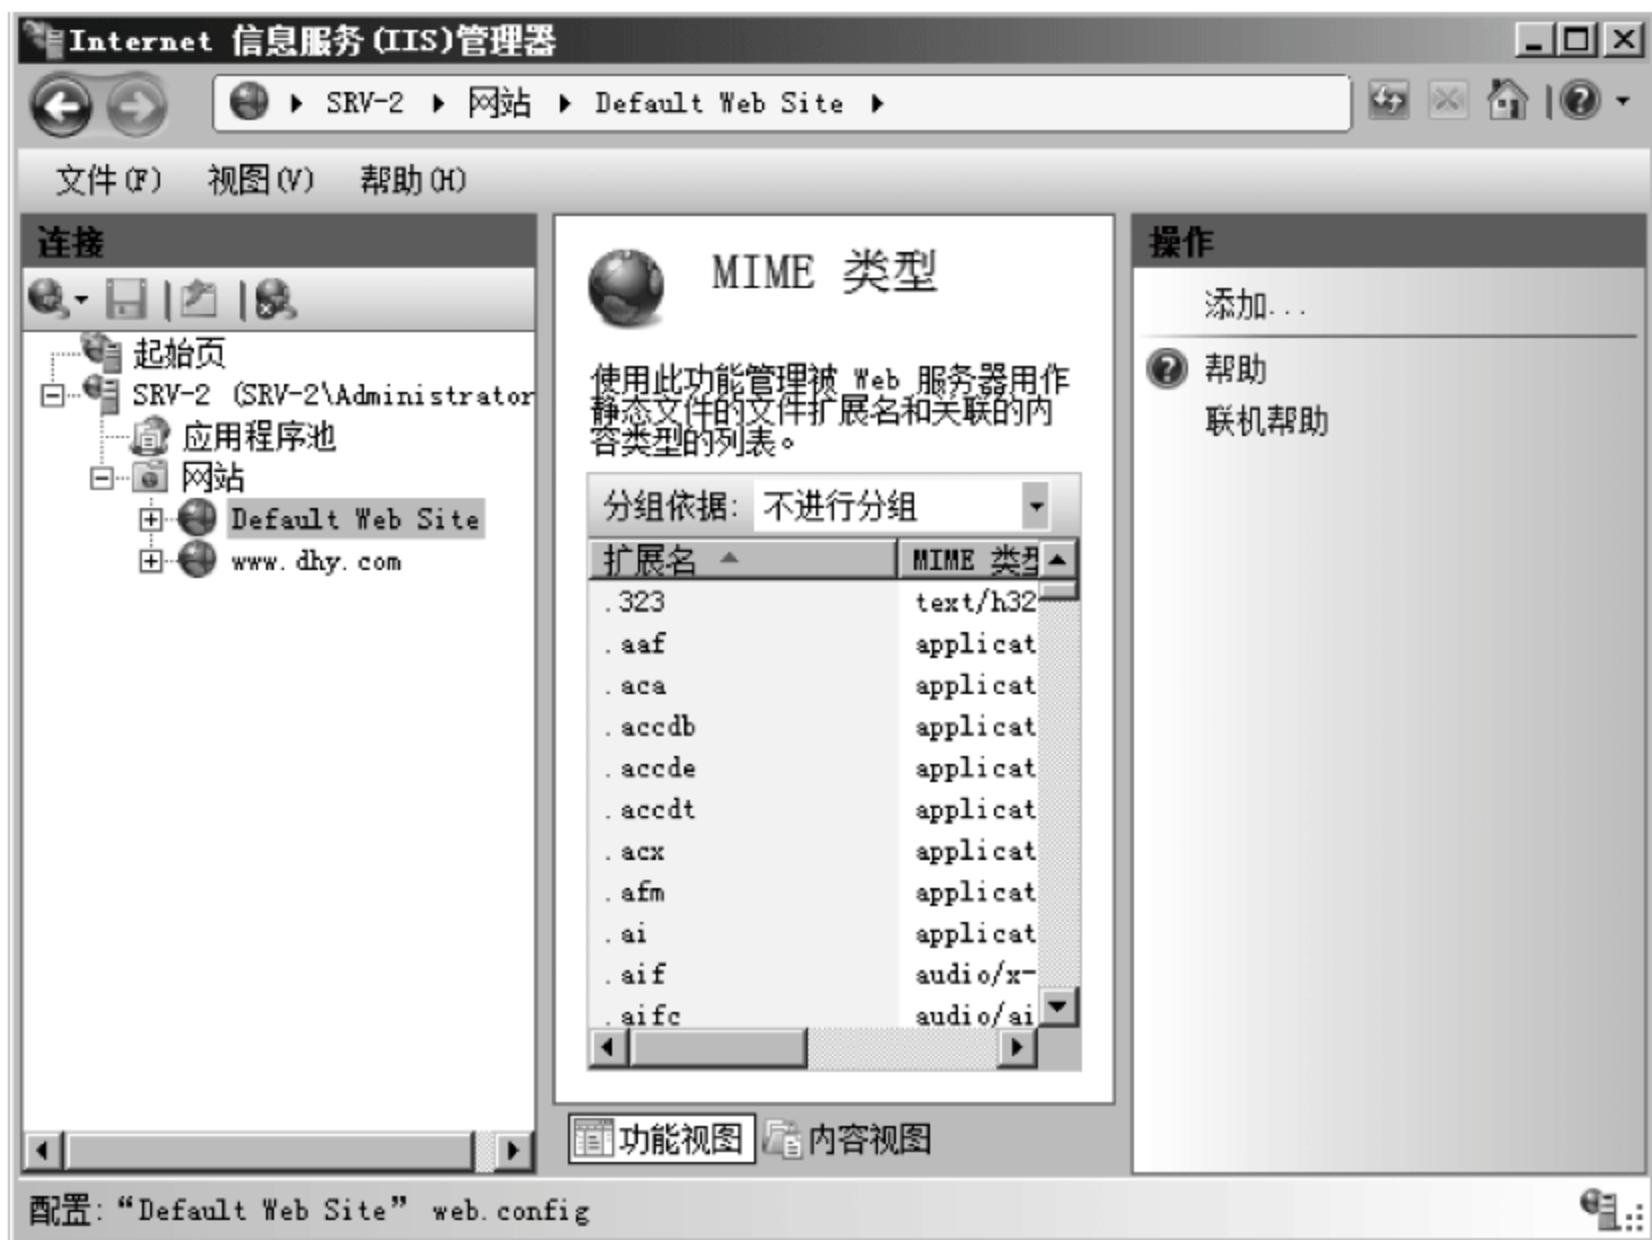 Internet 信息服务(IIS)管理器
SRV-2 网站 Default Web Site
文件(F) 视图(V) 帮助(H)
连接
起始页
SRV-2 (SRV-2\Administrator
应用程序池
网站
Default Web Site
www.dhy.com
MIME 类型
使用此功能管理被 Web 服务器用作
静态文件的文件扩展名和关联的内
容类型的列表。
分组依据: 不进行分组
扩展名 MIME 类型
.323 text/h32
.aaf applicat
.aca applicat
.accdb applicat
.accde applicat
.accdt applicat
.acx applicat
.afm applicat
.ai applicat
.aif audio/x-
.aifc audio/ai
功能视图 内容视图
操作
添加...
帮助
联机帮助
配置:“Default Web Site” web.config